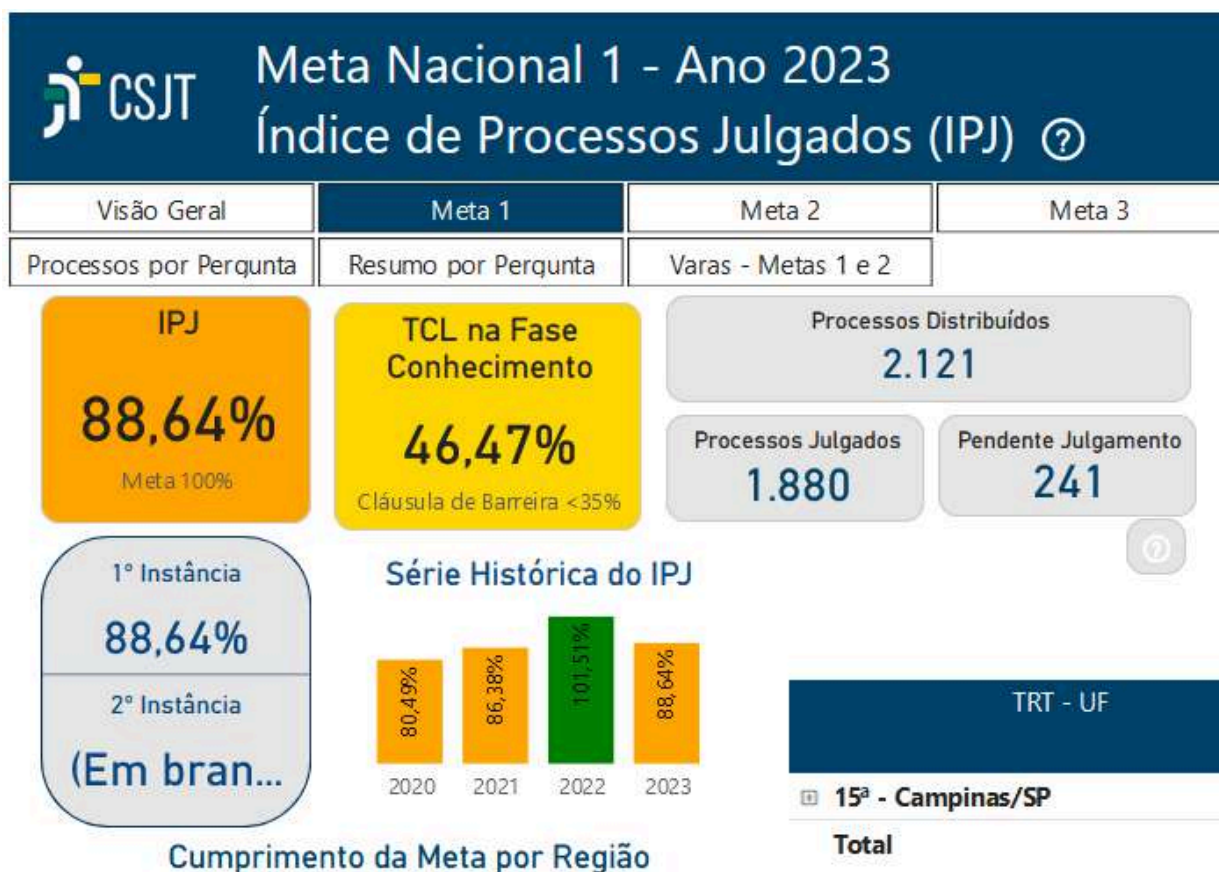 CSJT
Meta Nacional 1 - Ano 2023
Índice de Processos Julgados (IPJ) ?
Visão Geral
Meta 1
Meta 2
Meta 3
Processos por Pergunta
Resumo por Pergunta
Varas - Metas 1 e 2
IPJ
88,64%
Meta 100%
TCL na Fase
Conhecimento
46,47%
Cláusula de Barreira <35%
Processos Distribuídos
2.121
Processos Julgados
1.880
Pendente Julgamento
241
?
1º Instância
88,64%
2º Instância
(Em bran...
Série Histórica do IPJ
80,49%
86,38%
101,51%
88,64%
2020
2021
2022
2023
TRT - UF
15ª - Campinas/SP
Total
Cumprimento da Meta por Região